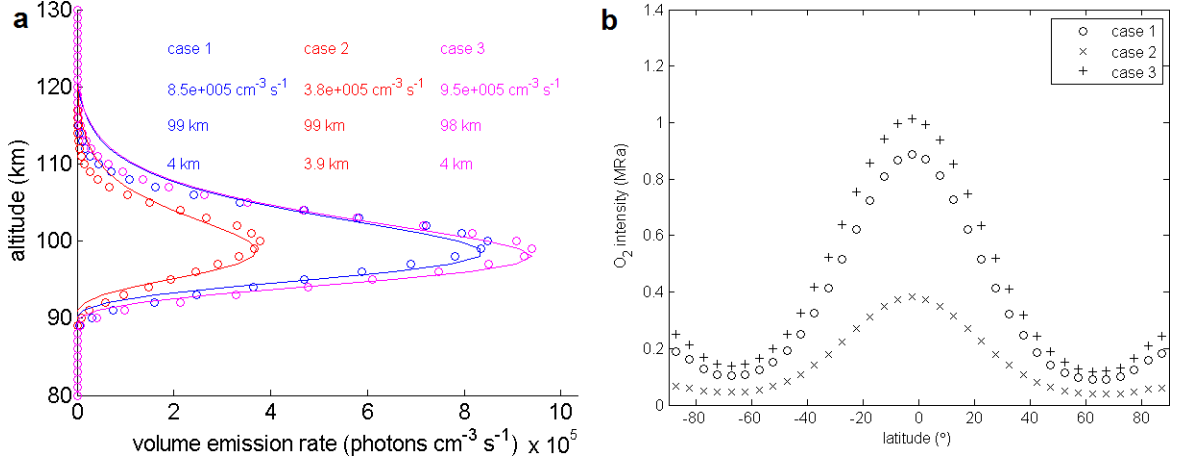 a
130
120
110
100
90
80
altitude (km)
case 1 case 2 case 3
8.5e+005 cm⁻³ s⁻¹ 3.8e+005 cm⁻³ s⁻¹ 9.5e+005 cm⁻³ s⁻¹
99 km 99 km 98 km
4 km 3.9 km 4 km
0 2 4 6 8 10
volume emission rate (photons cm⁻³ s⁻¹) x 10⁵
b
1.4
1.2
1
0.8
0.6
0.4
0.2
0
O₂ intensity (MRa)
case 1
case 2
case 3
-80 -60 -40 -20 0 20 40 60 80
latitude (°)